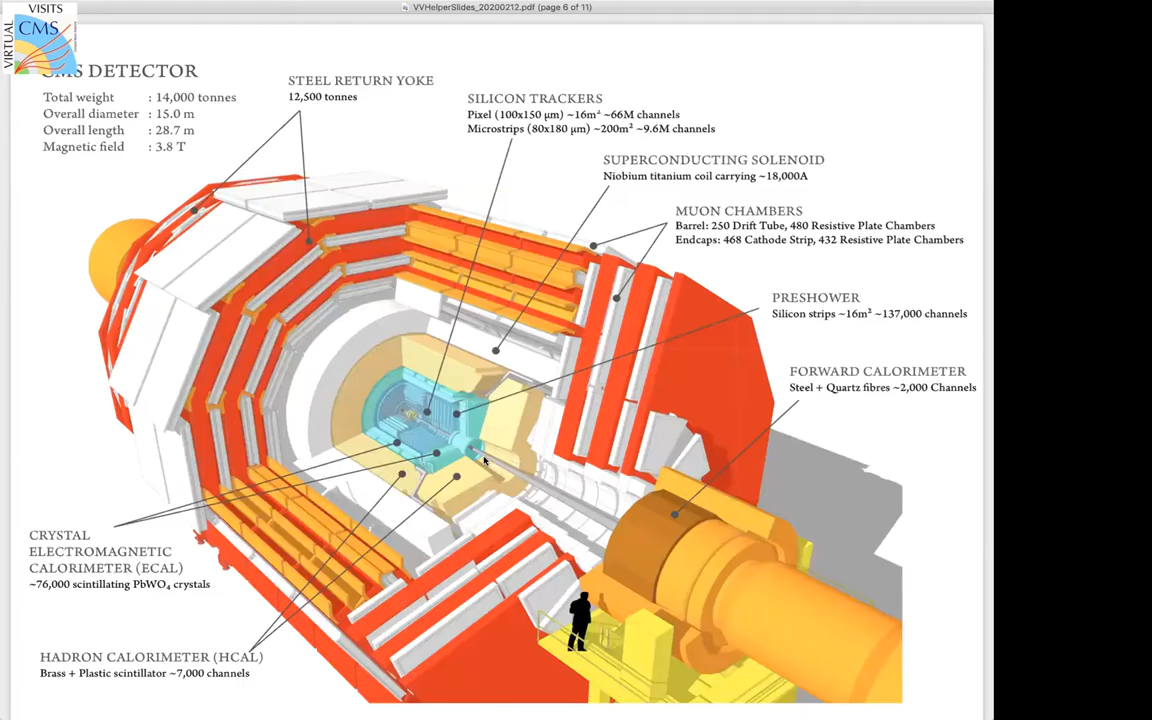 VVHelperSlides_20200212.pdf (page 6 of 11)
VISITS
VIRTUAL
CMS
CMS DETECTOR
Total weight : 14,000 tonnes
Overall diameter : 15.0 m
Overall length : 28.7 m
Magnetic field : 3.8 T
STEEL RETURN YOKE
12,500 tonnes
SILICON TRACKERS
Pixel (100x150 μm) ~16m² ~66M channels
Microstrips (80x180 μm) ~200m² ~9.6M channels
SUPERCONDUCTING SOLENOID
Niobium titanium coil carrying ~18,000A
MUON CHAMBERS
Barrel: 250 Drift Tube, 480 Resistive Plate Chambers
Endcaps: 468 Cathode Strip, 432 Resistive Plate Chambers
PRESHOWER
Silicon strips ~16m² ~137,000 channels
FORWARD CALORIMETER
Steel + Quartz fibres ~2,000 Channels
CRYSTAL
ELECTROMAGNETIC
CALORIMETER (ECAL)
~76,000 scintillating PbWO₄ crystals
HADRON CALORIMETER (HCAL)
Brass + Plastic scintillator ~7,000 channels